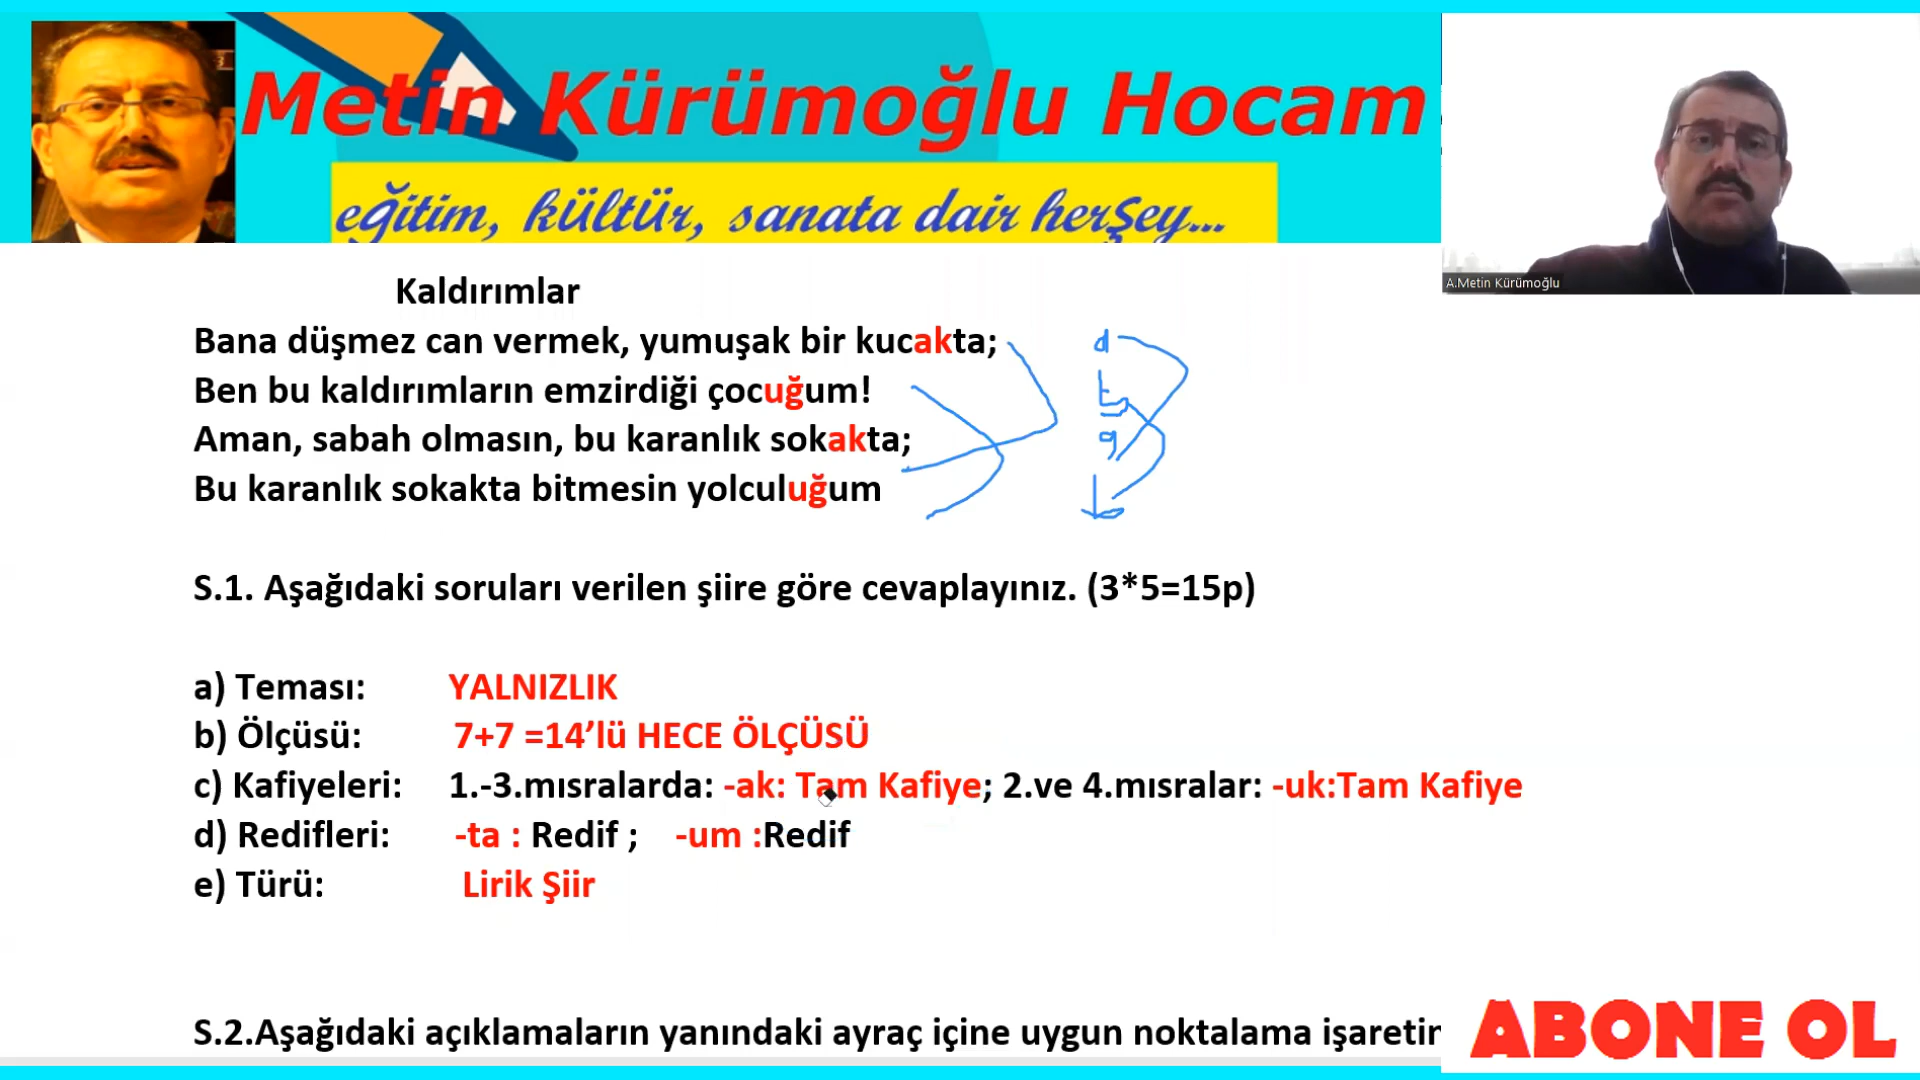 Metin Kürümoğlu Hocam
eğitim, kültür, sanata dair herşey...
A.Metin Kürümoğlu
Kaldırımlar
Bana düşmez can vermek, yumuşak bir kucakta;
Ben bu kaldırımların emzirdiği çocuğum!
Aman, sabah olmasın, bu karanlık sokakta;
Bu karanlık sokakta bitmesin yolculuğum
S.1. Aşağıdaki soruları verilen şiire göre cevaplayınız. (3*5=15p)
a) Teması: YALNIZLIK
b) Ölçüsü: 7+7 =14’lü HECE ÖLÇÜSÜ
c) Kafiyeleri: 1.-3.mısralarda: -ak: Tam Kafiye; 2.ve 4.mısralar: -uk:Tam Kafiye
d) Redifleri: -ta : Redif ; -um :Redif
e) Türü: Lirik Şiir
S.2.Aşağıdaki açıklamaların yanındaki ayraç içine uygun noktalama işaretin
ABONE OL